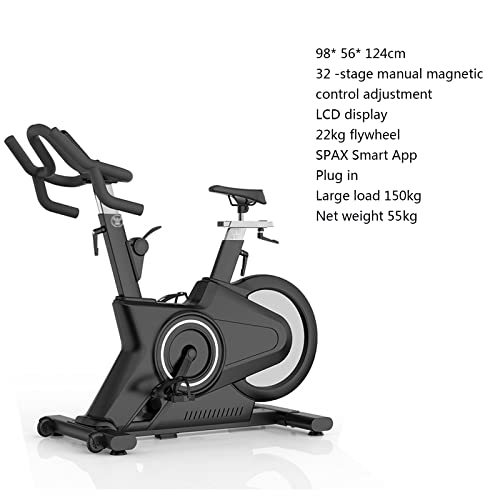 98* 56* 124cm
32 -stage manual magnetic
control adjustment
LCD display
22kg flywheel
SPAX Smart App
Plug in
Large load 150kg
Net weight 55kg